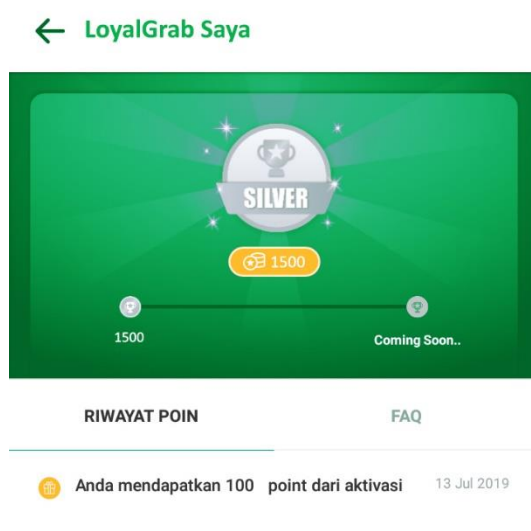 LoyalGrab Saya
SILVER
1500
1500
Coming Soon..
RIWAYAT POIN
FAQ
Anda mendapatkan 100 point dari aktivasi
13 Jul 2019